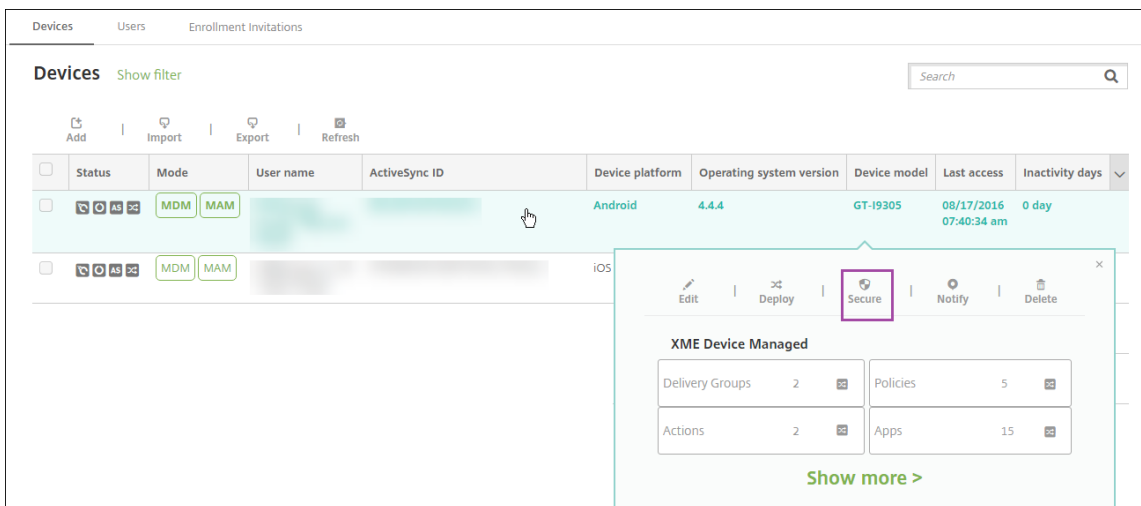 Devices Users Enrollment Invitations
Devices Show filter Search
Add | Import | Export | Refresh
Status Mode User name ActiveSync ID Device platform Operating system version Device model Last access Inactivity days
AS MDM MAM Android 4.4.4 GT-I9305 08/17/2016 0 day
07:40:34 am
AS MDM MAM iOS
Edit | Deploy | Secure | Notify | Delete
XME Device Managed
Delivery Groups 2 Policies 5
Actions 2 Apps 15
Show more >